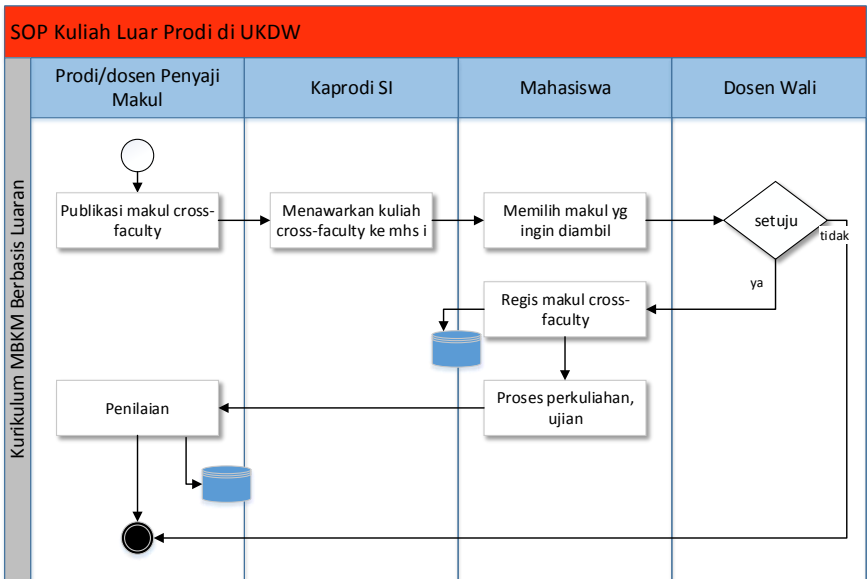 SOP Kuliah Luar Prodi di UKDW
Kurikulum MBKM Berbasis Luaran
Prodi/dosen Penyaji
Makul
Kaprodi SI
Mahasiswa
Dosen Wali
Publikasi makul cross-
faculty
Menawarkan kuliah
cross-faculty ke mhs i
Memilih makul yg
ingin diambil
setuju
tidak
ya
Regis makul cross-
faculty
Proses perkuliahan,
ujian
Penilaian